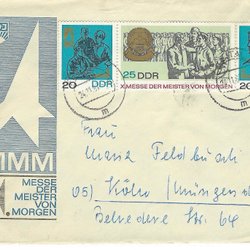 20 DDR
25 DDR
X. MESSE DER MEISTER VON MORGEN
20
m
m
MMM
MESSE
DER MEISTER
VON
MORGEN
Frau
Maria Feldbusch
(05) Köln
Belvedere Str. 64